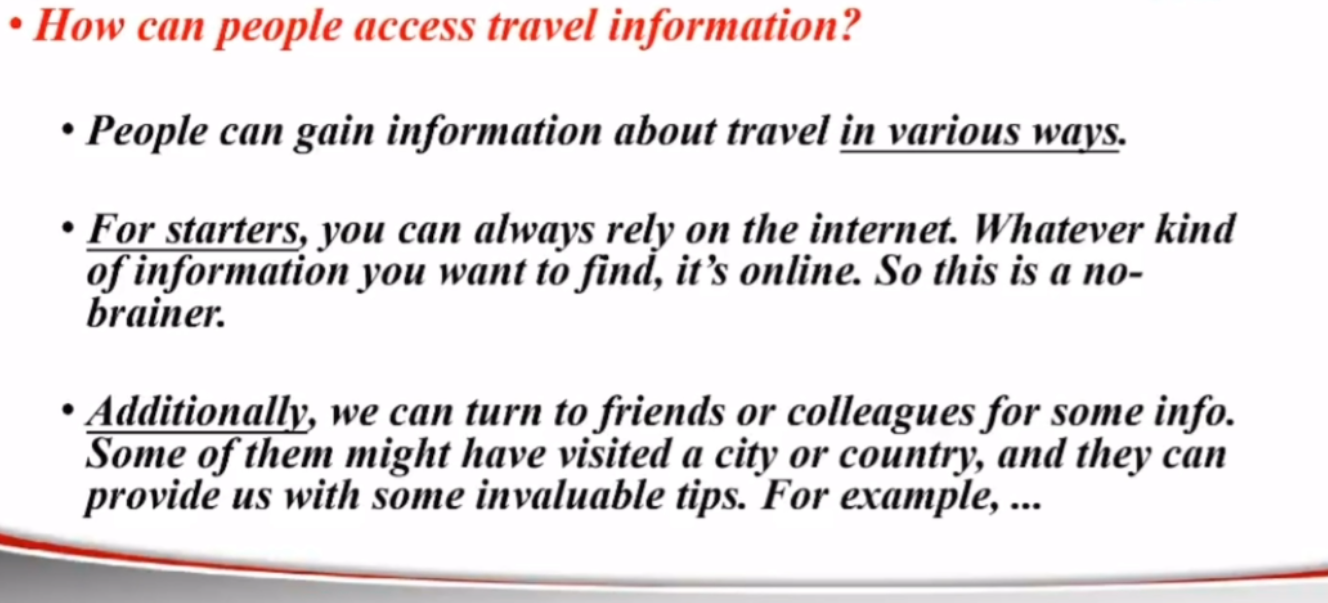 • How can people access travel information?
• People can gain information about travel in various ways.
• For starters, you can always rely on the internet. Whatever kind
of information you want to find, it's online. So this is a no-
brainer.
• Additionally, we can turn to friends or colleagues for some info.
Some of them might have visited a city or country, and they can
provide us with some invaluable tips. For example, ...